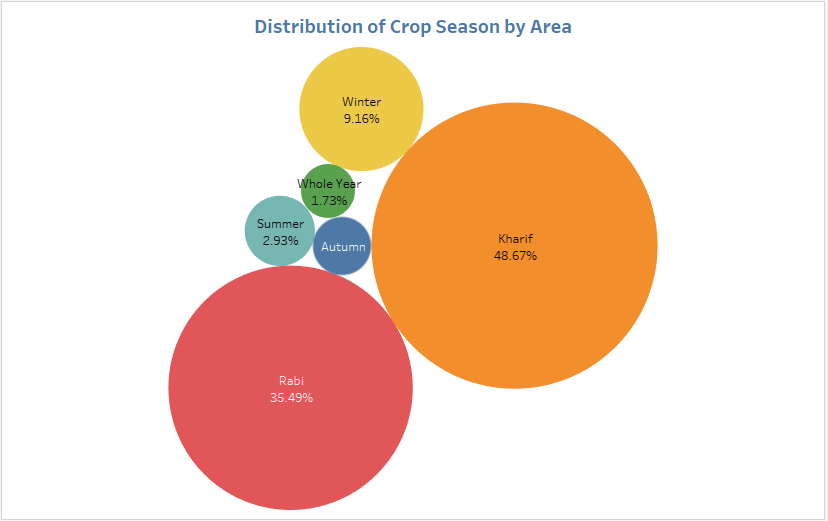 Distribution of Crop Season by Area
Winter
9.16%
Whole Year
1.73%
Summer
2.93%
Autumn
Kharif
48.67%
Rabi
35.49%